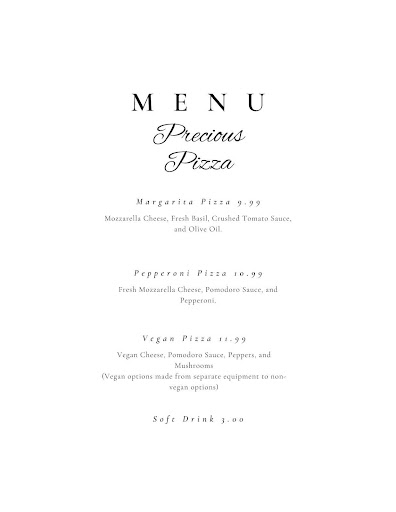 MENU
Precious
Pizza
Margarita Pizza 9.99
Mozzarella Cheese, Fresh Basil, Crushed Tomato Sauce,
and Olive Oil.
Pepperoni Pizza 10.99
Fresh Mozzarella Cheese, Pomodoro Sauce, and
Pepperoni.
Vegan Pizza 11.99
Vegan Cheese, Pomodoro Sauce, Peppers, and
Mushrooms
(Vegan options made from separate equipment to non-
vegan options)
Soft Drink 3.00